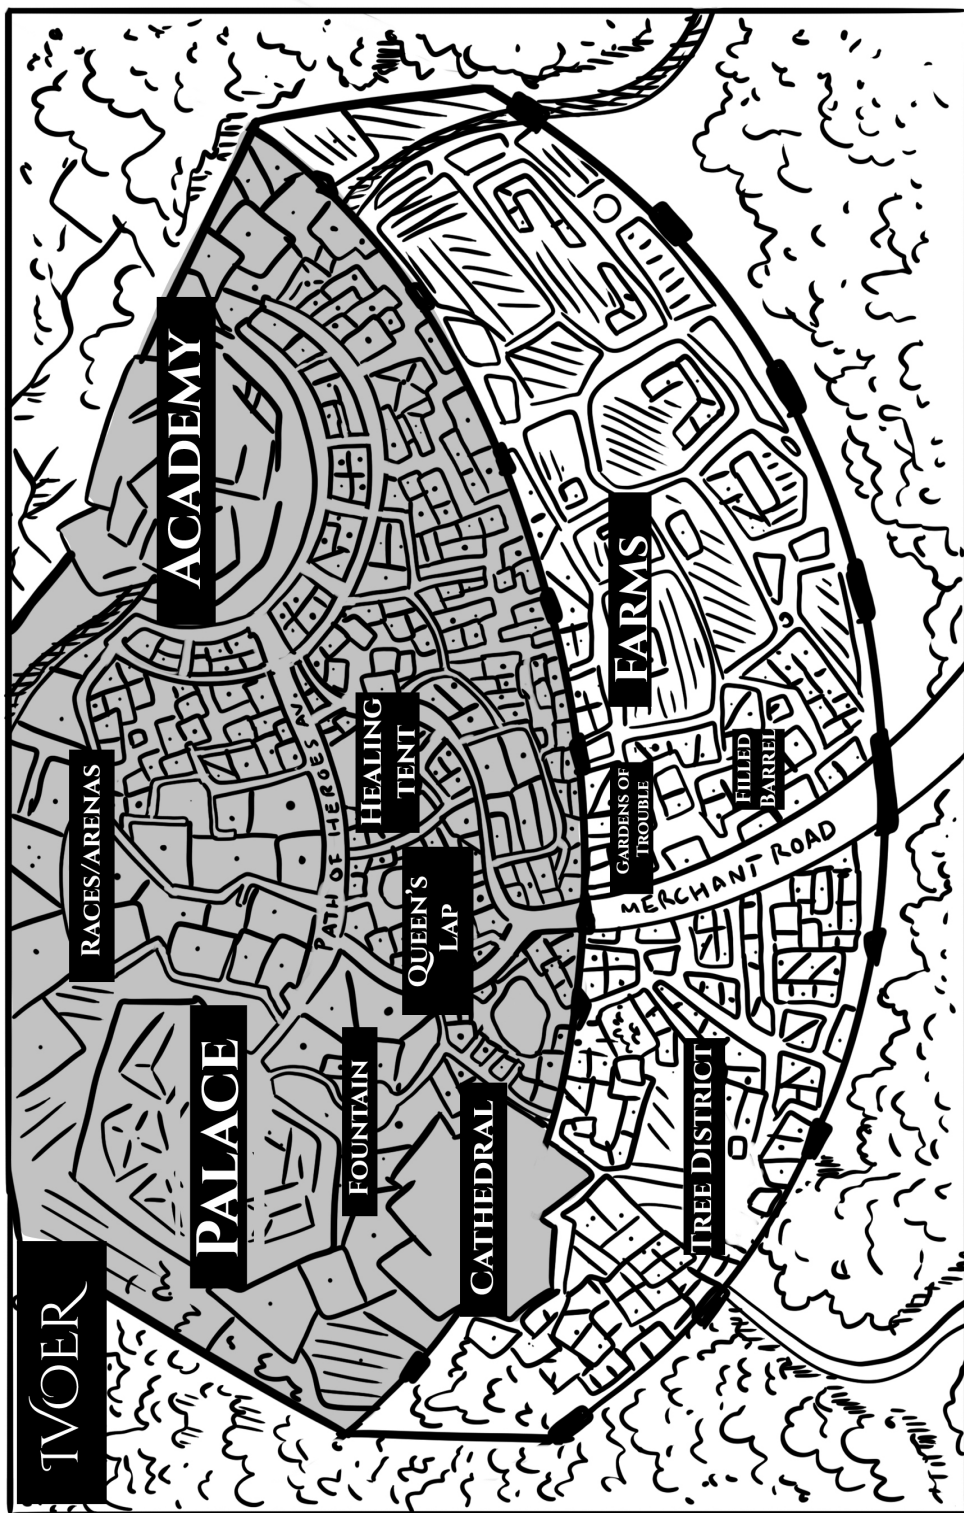 TVOER
PALACE
RACES/ARENAS
ACADEMY
CATHEDRAL
FOUNTAIN
QUEEN'S
LAP
HEALING
TENT
PATH OF HEROES AV
TREE DISTRICT
MERCHANT ROAD
GARDENS OF
TROUBLE
FILLED
BARREL
FARMS